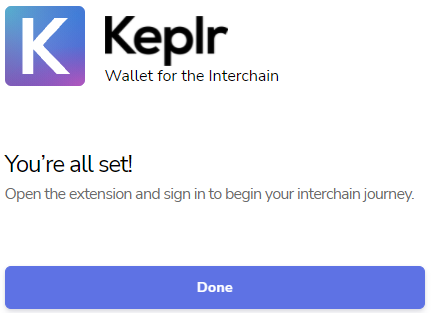 K
Keplr
Wallet for the Interchain
You're all set!
Open the extension and sign in to begin your interchain journey.
Done